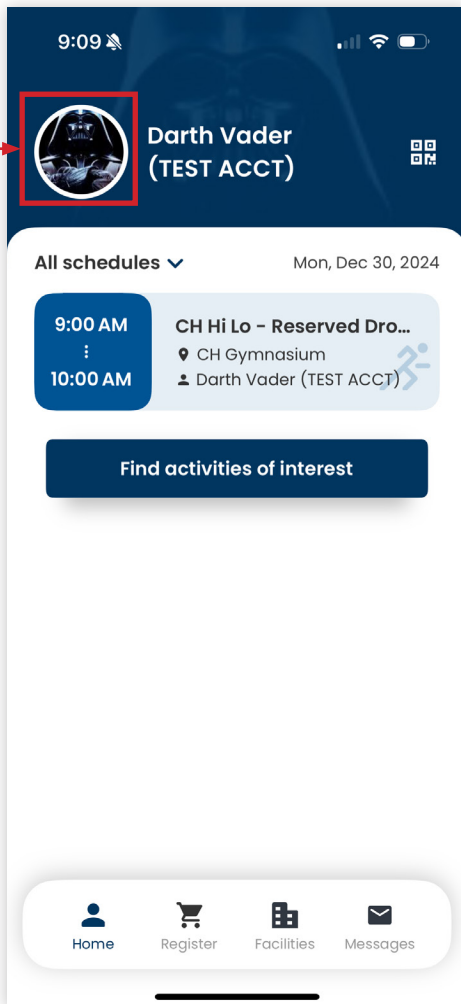 9:09
Darth Vader
(TEST ACCT)
All schedules
Mon, Dec 30, 2024
9:00 AM
10:00 AM
CH Hi Lo - Reserved Dro...
CH Gymnasium
Darth Vader (TEST ACCT)
Find activities of interest
Home
Register
Facilities
Messages